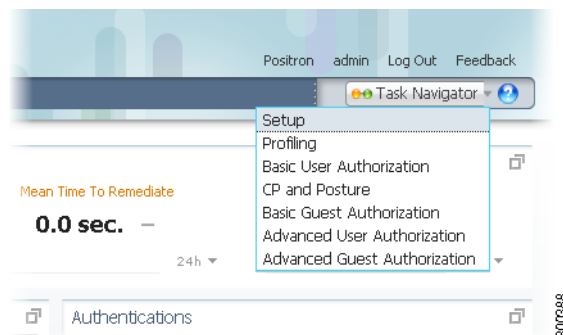 Positron admin Log Out Feedback
Task Navigator
Setup
Profiling
Basic User Authorization
CP and Posture
Basic Guest Authorization
Advanced User Authorization
Advanced Guest Authorization
Mean Time To Remediate
0.0 sec. –
24h
Authentications